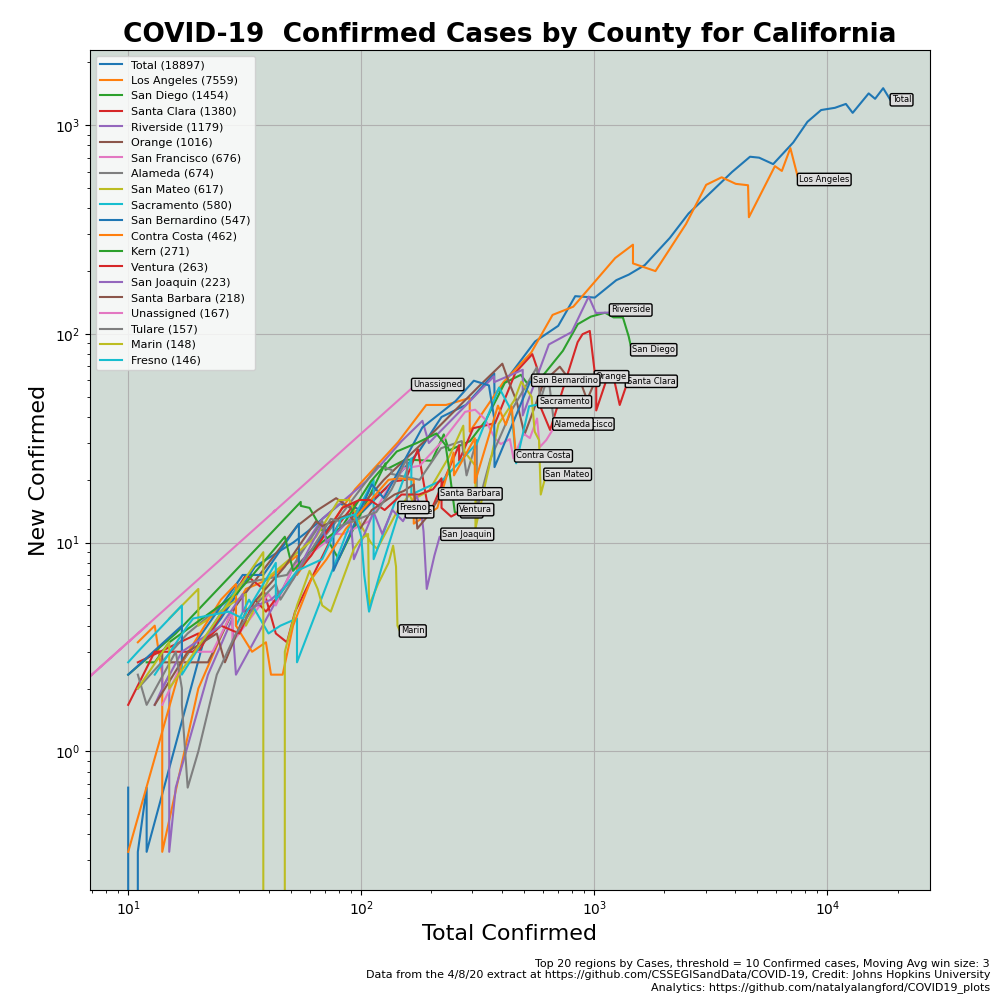 COVID-19  Confirmed Cases by County for California
Total (18897)
Los Angeles (7559)
San Diego (1454)
Santa Clara (1380)
Riverside (1179)
Orange (1016)
San Francisco (676)
Alameda (674)
San Mateo (617)
Sacramento (580)
San Bernardino (547)
Contra Costa (462)
Kern (271)
Ventura (263)
San Joaquin (223)
Santa Barbara (218)
Unassigned (167)
Tulare (157)
Marin (148)
Fresno (146)
Total
Los Angeles
Riverside
San Diego
Santa Clara
Orange
San Bernardino
Unassigned
Sacramento
Alameda
cisco
Contra Costa
San Mateo
Santa Barbara
Fresno
Ventura
San Joaquin
Marin
New Confirmed
10³
10²
10¹
10⁰
10¹
10²
10³
10⁴
Total Confirmed
Top 20 regions by Cases, threshold = 10 Confirmed cases, Moving Avg win size: 3
Data from the 4/8/20 extract at https://github.com/CSSEGISandData/COVID-19, Credit: Johns Hopkins University
Analytics: https://github.com/natalyalangford/COVID19_plots